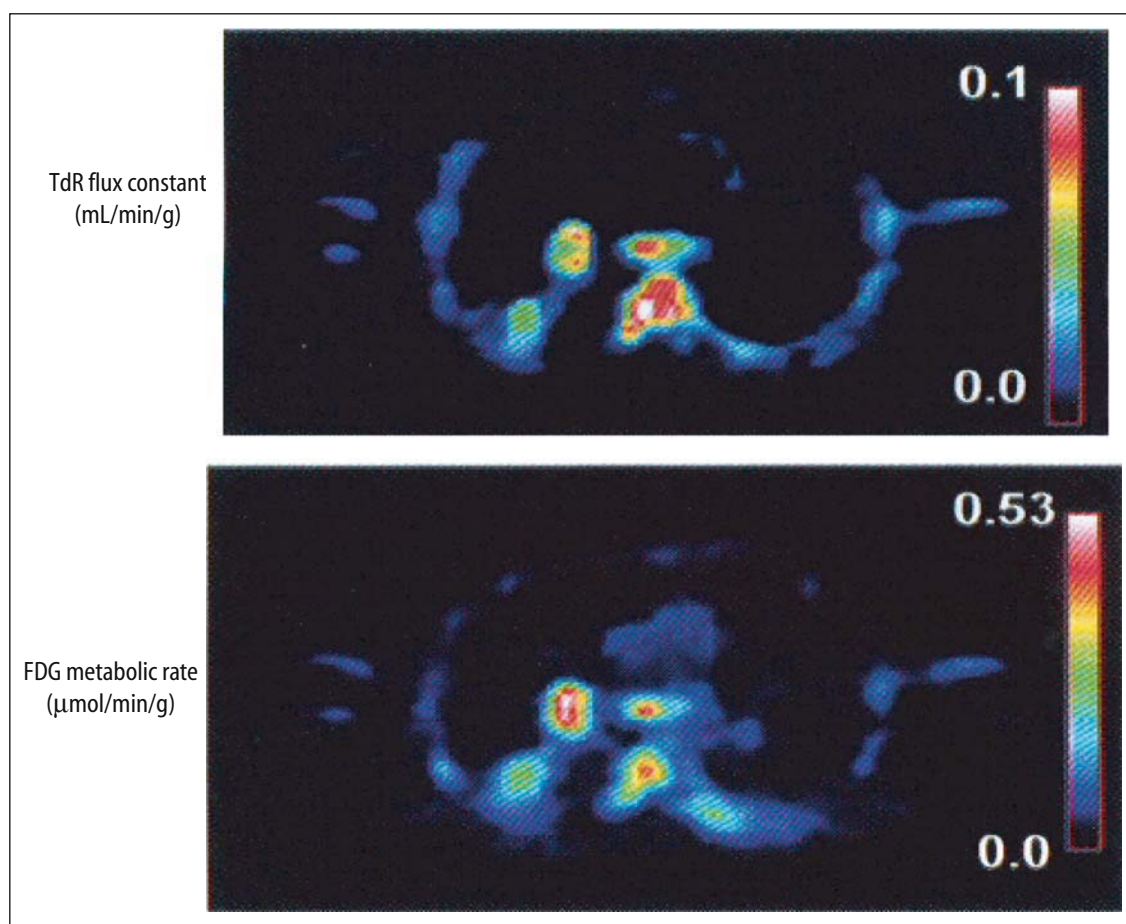 TdR flux constant
(mL/min/g)
0.1
0.0
FDG metabolic rate
(μmol/min/g)
0.53
0.0